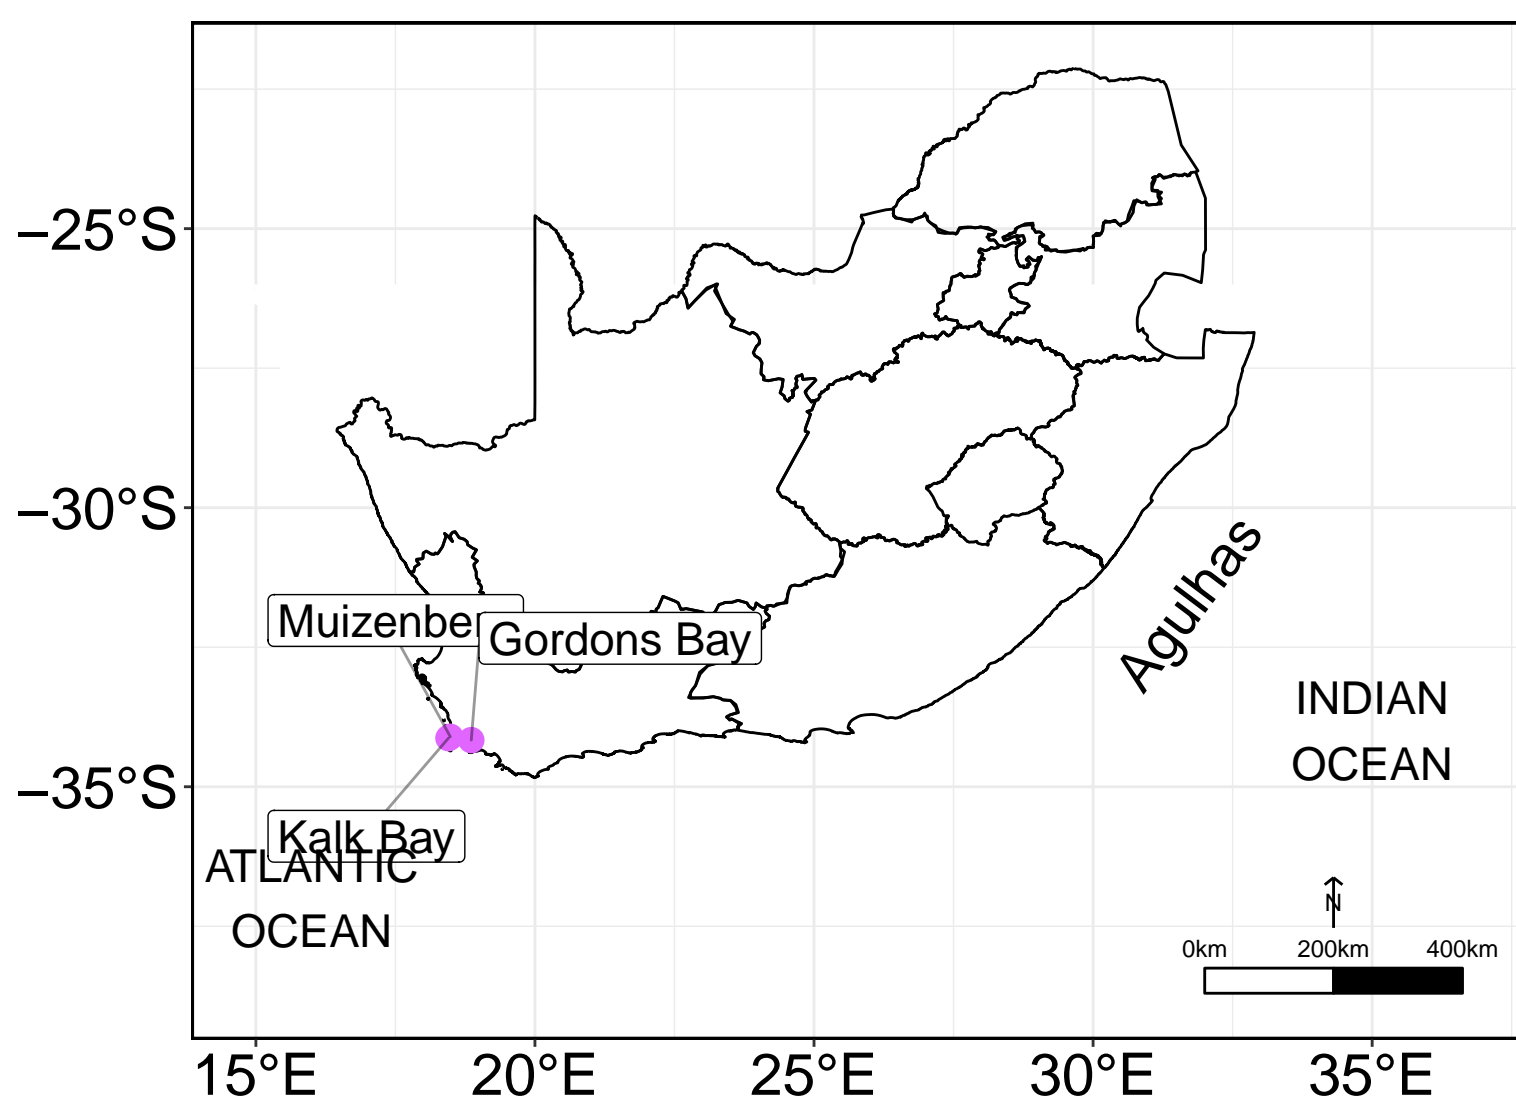 −25°S
−30°S
Muizenber
Gordons Bay
Agulhas
INDIAN
OCEAN
−35°S
Kalk Bay
ATLANTIC
OCEAN
N
0km 200km 400km
15°E 20°E 25°E 30°E 35°E